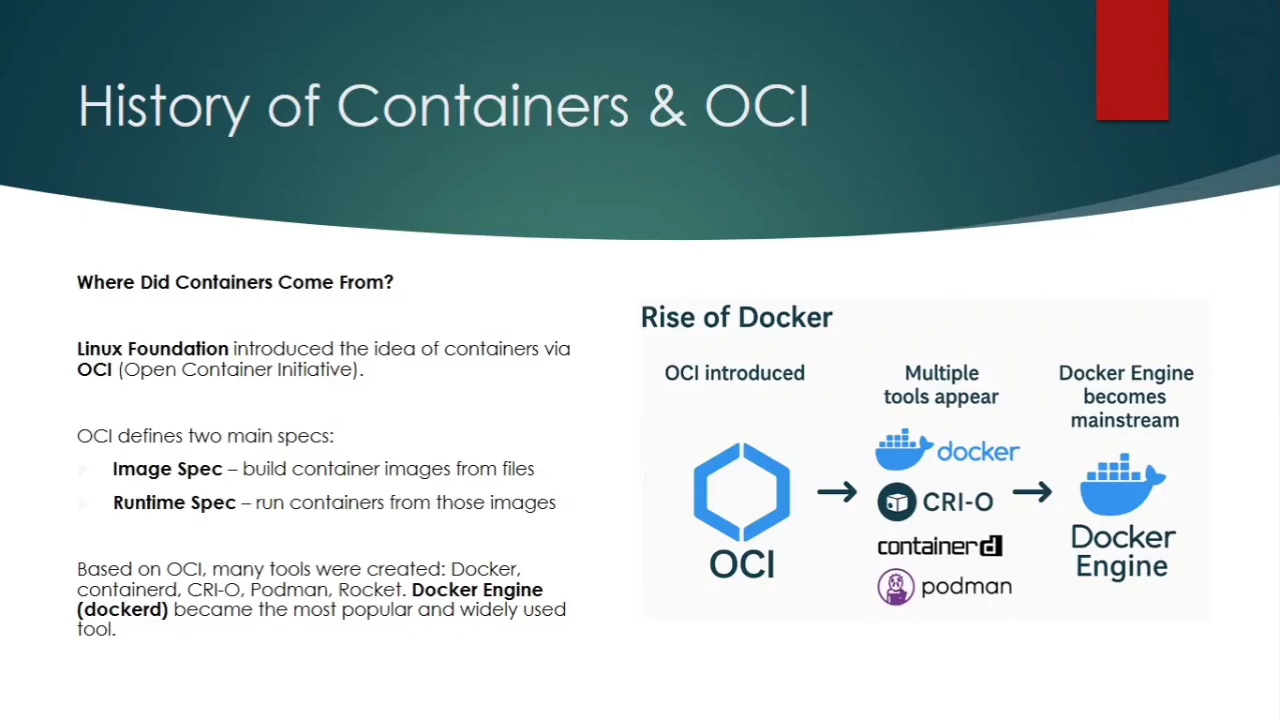 History of Containers & OCI
Where Did Containers Come From?
Linux Foundation introduced the idea of containers via
OCI (Open Container Initiative).
OCI defines two main specs:
Image Spec – build container images from files
Runtime Spec – run containers from those images
Based on OCI, many tools were created: Docker,
containerd, CRI-O, Podman, Rocket. Docker Engine
(dockerd) became the most popular and widely used
tool.
Rise of Docker
OCI introduced
OCI
Multiple
tools appear
docker
CRI-O
containerd
podman
Docker Engine
becomes
mainstream
Docker
Engine